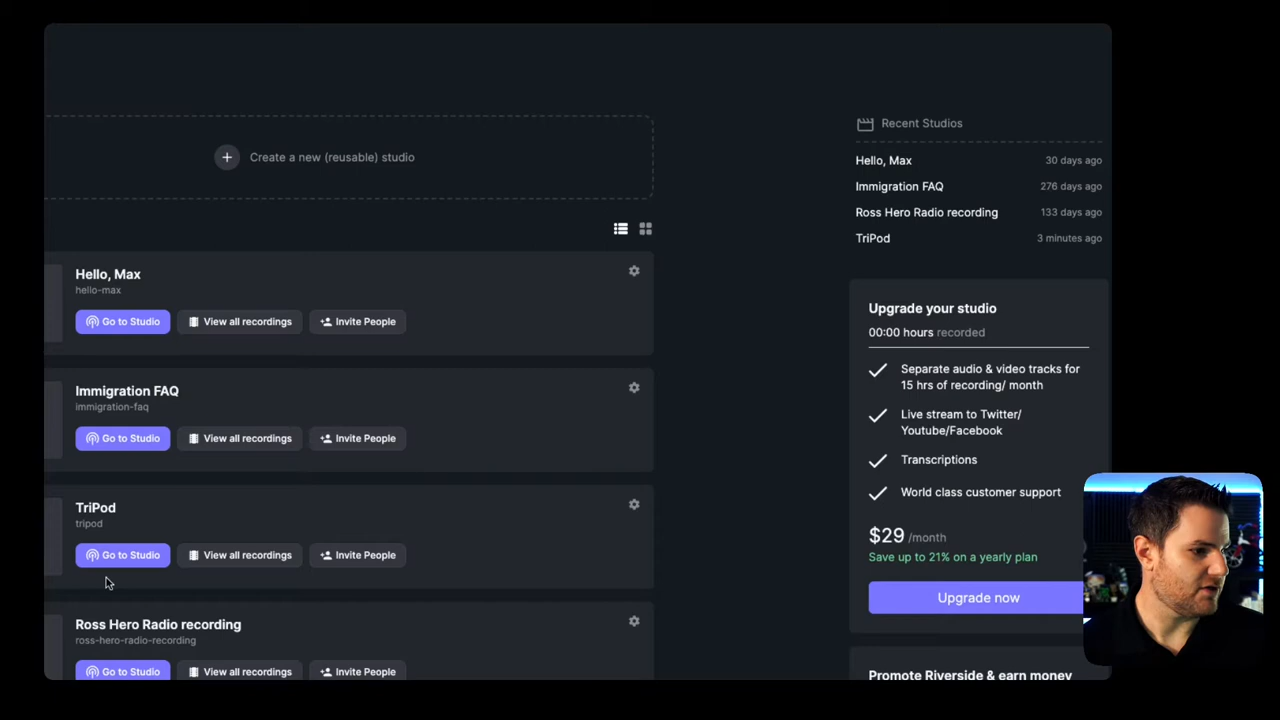 Create a new (reusable) studio
Hello, Max
hello-max
Go to Studio
View all recordings
Invite People
Immigration FAQ
immigration-faq
Go to Studio
View all recordings
Invite People
TriPod
tripod
Go to Studio
View all recordings
Invite People
Ross Hero Radio recording
ross-hero-radio-recording
Go to Studio
View all recordings
Invite People
Recent Studios
Hello, Max 30 days ago
Immigration FAQ 276 days ago
Ross Hero Radio recording 133 days ago
TriPod 3 minutes ago
Upgrade your studio
00:00 hours recorded
Separate audio & video tracks for
15 hrs of recording/ month
Live stream to Twitter/
Youtube/Facebook
Transcriptions
World class customer support
$29 /month
Save up to 21% on a yearly plan
Upgrade now
Promote Riverside & earn money